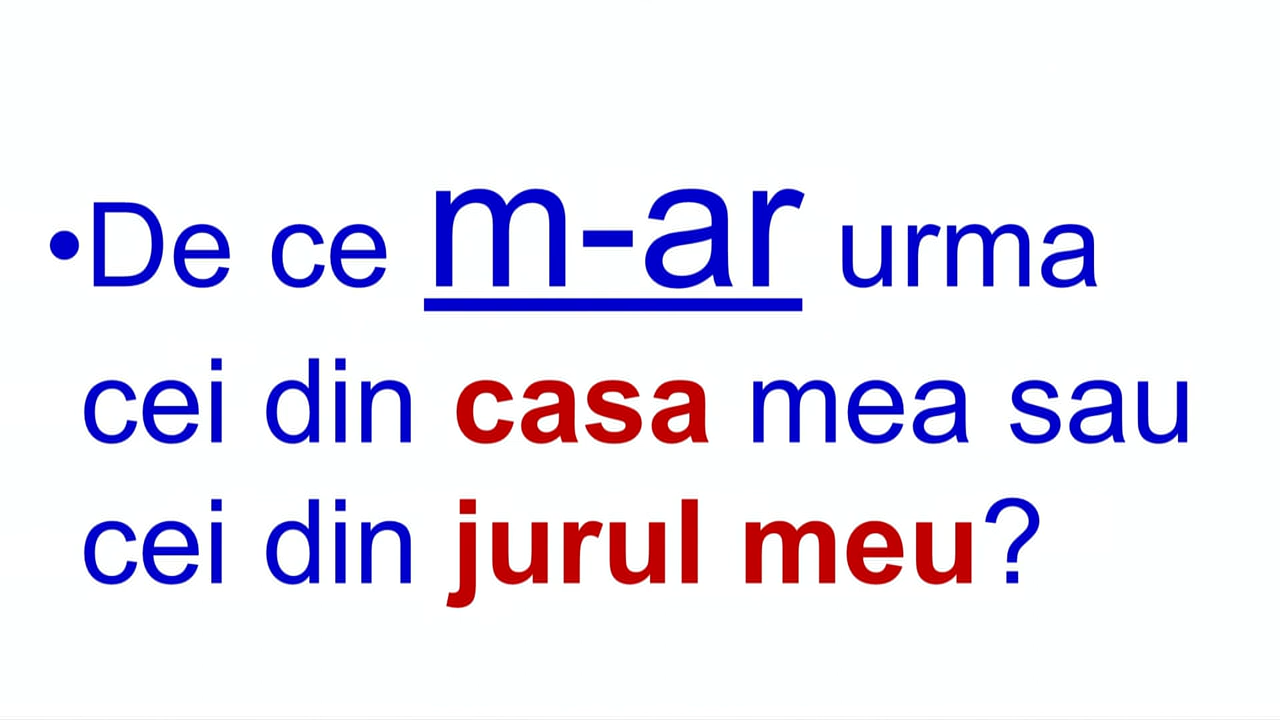 •De ce m-ar urma
cei din casa mea sau
cei din jurul meu?